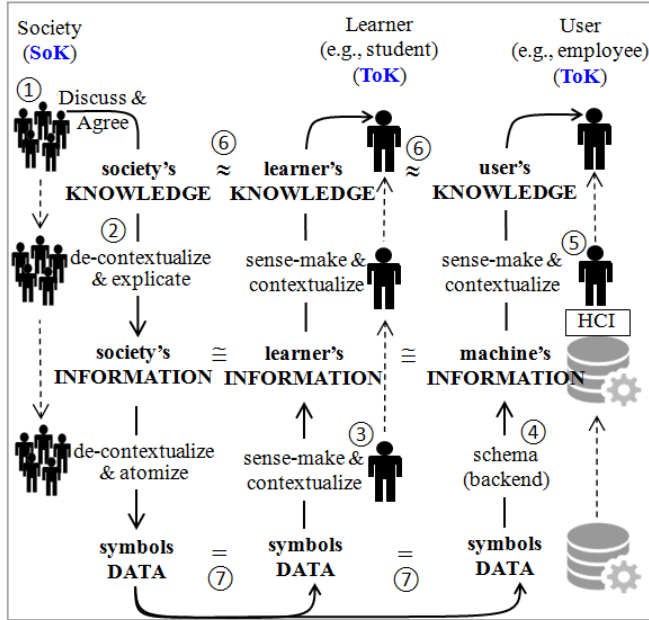 Society
(SoK)
Learner
(e.g., student)
(ToK)
User
(e.g., employee)
(ToK)
①
Discuss &
Agree
⑥
⑥
society's ≈ learner's ≈ user's
KNOWLEDGE KNOWLEDGE KNOWLEDGE
②
de-contextualize
& explicate
sense-make &
contextualize
sense-make &
contextualize
⑤
HCI
society's ≅ learner's ≅ machine's
INFORMATION INFORMATION INFORMATION
de-contextualize
& atomize
sense-make &
contextualize
③
④
schema
(backend)
symbols = symbols = symbols
DATA ⑦ DATA ⑦ DATA